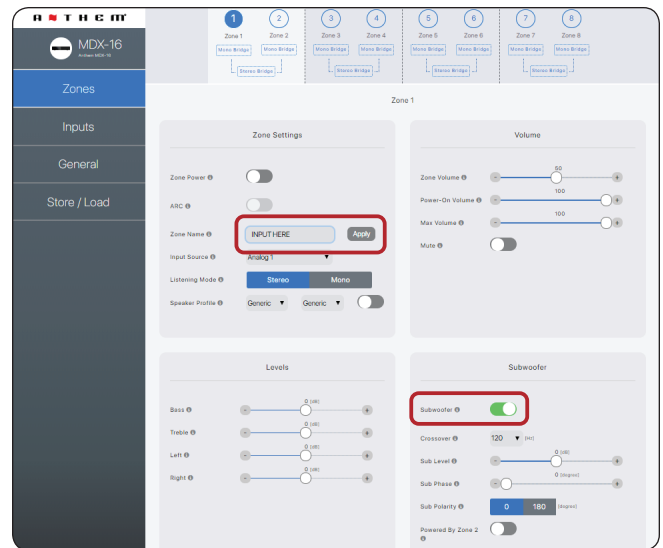 ANTHEM
MDX-16
Anthem MDX-16
Zones
Inputs
General
Store / Load
1 2 3 4 5 6 7 8
Zone 1 Zone 2 Zone 3 Zone 4 Zone 5 Zone 6 Zone 7 Zone 8
Mono Bridge Mono Bridge Mono Bridge Mono Bridge Mono Bridge Mono Bridge Mono Bridge Mono Bridge
Stereo Bridge Stereo Bridge Stereo Bridge Stereo Bridge
Zone 1
Zone Settings
Zone Power
ARC
Zone Name INPUT HERE Apply
Input Source Analog 1
Listening Mode Stereo Mono
Speaker Profile Generic Generic
Volume
Zone Volume 60
Power-On Volume 100
Max Volume 100
Mute
Levels
Bass 0 [dB]
Treble 0 [dB]
Left 0 [dB]
Right 0 [dB]
Subwoofer
Subwoofer
Crossover 120 [Hz]
Sub Level 0 [dB]
Sub Phase 0 [degree]
Sub Polarity 0 180 [degree]
Powered By Zone 2